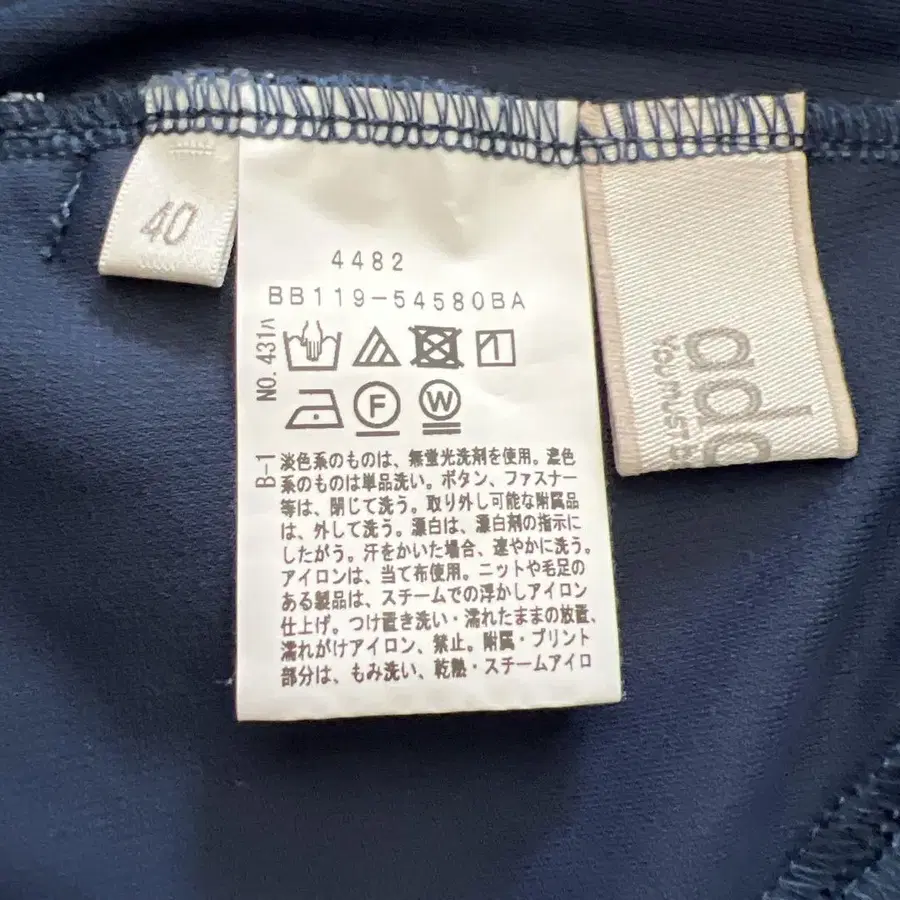 40
4482
BB119-54580BA
NO.431ハ
F
W
B-1
淡色系のものは、無蛍光洗剤を使用。濃色
系のものは単品洗い。ボタン、ファスナー
等は、閉じて洗う。取り外し可能な附属品
は、外して洗う。漂白は、漂白剤の指示に
したがう。汗をかいた場合、速やかに洗う。
アイロンは、当て布使用。ニットや毛足の
ある製品は、スチームでの浮かしアイロン
仕上げ。つけ置き洗い・濡れたままの放置、
濡れがけアイロン、禁止。附属・プリント
部分は、もみ洗い、乾熱・スチームアイロ